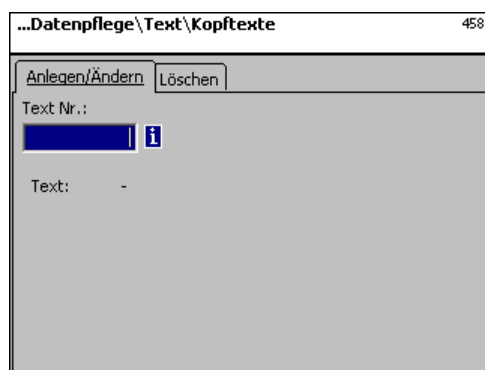 ...Datenpflege\Text\Kopftexte 458
Anlegen/Ändern Löschen
Text Nr.:
i
Text: -